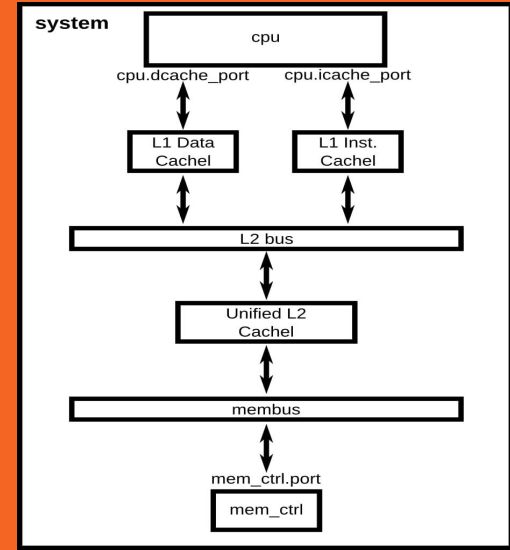 system
cpu
cpu.dcache_port cpu.icache_port
L1 Data
Cachel
L1 Inst.
Cachel
L2 bus
Unified L2
Cachel
membus
mem_ctrl.port
mem_ctrl